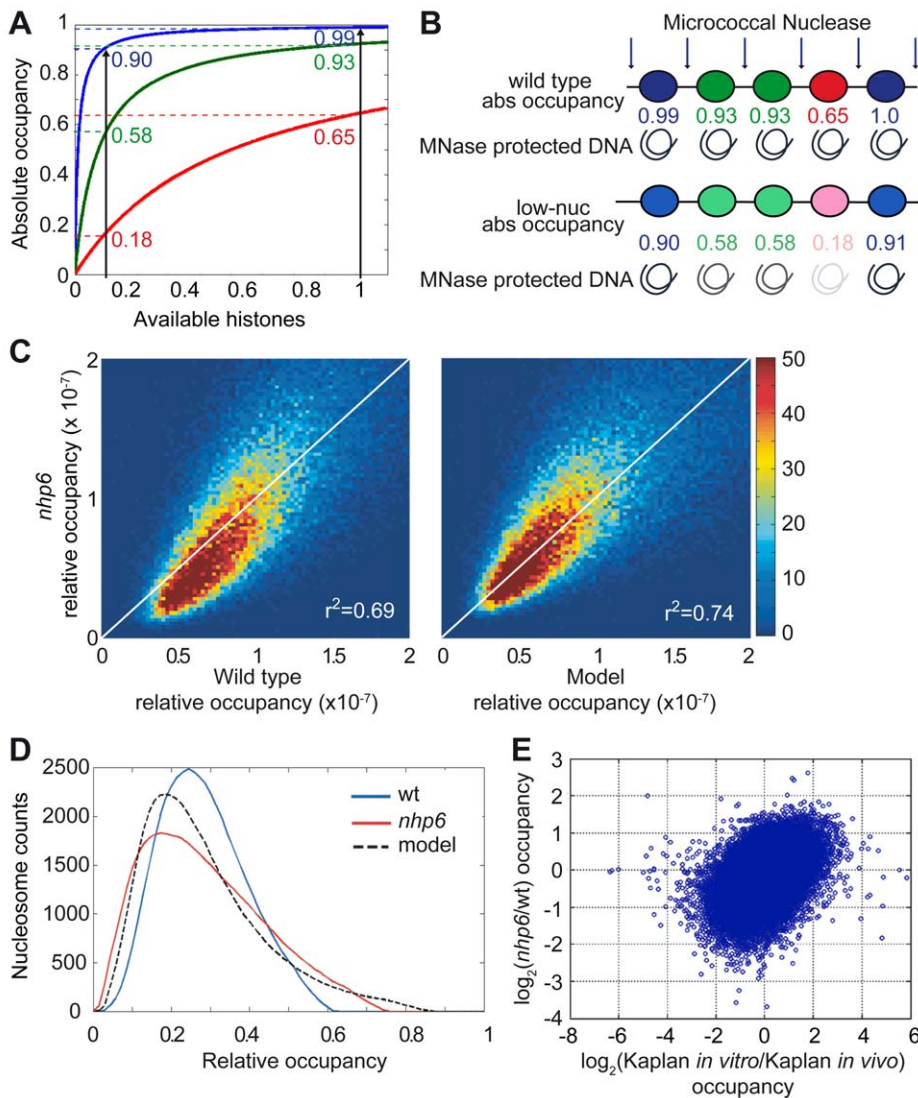 A
Absolute occupancy
1
0.8
0.6
0.4
0.2
0
0.99
0.90
0.93
0.58
0.65
0.18
0 0.2 0.4 0.6 0.8 1
Available histones
B
Micrococcal Nuclease
wild type
abs occupancy
0.99 0.93 0.93 0.65 1.0
MNase protected DNA
low-nuc
abs occupancy
0.90 0.58 0.58 0.18 0.91
MNase protected DNA
C
nhp6
relative occupancy (x 10-7)
2
1
0
r2=0.69
0 0.5 1 1.5 2
Wild type
relative occupancy (x10-7)
r2=0.74
0 0.5 1 1.5 2
Model
relative occupancy (x10-7)
50
40
30
20
10
0
D
Nucleosome counts
2500
2000
1500
1000
500
0
wt
nhp6
model
0 0.2 0.4 0.6 0.8 1
Relative occupancy
E
log2(nhp6/wt) occupancy
3
2
1
0
-1
-2
-3
-4
-8 -6 -4 -2 0 2 4 6
log2(Kaplan in vitro/Kaplan in vivo)
occupancy